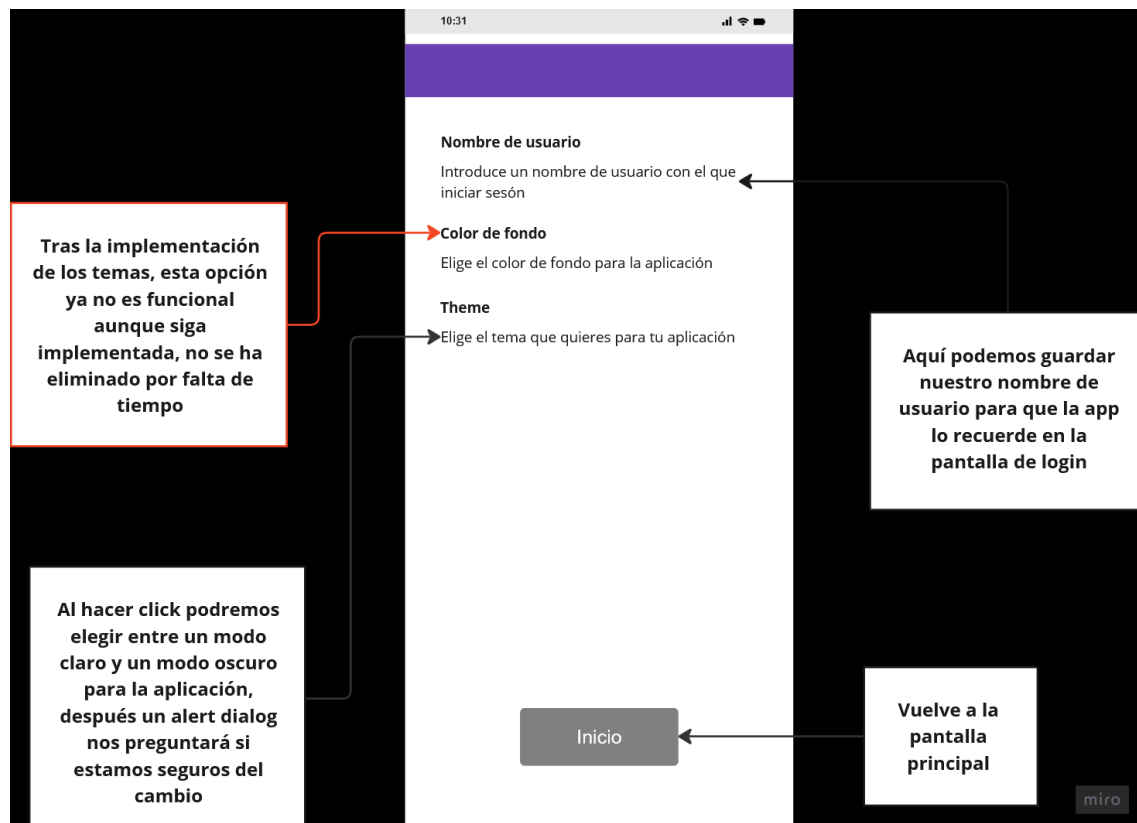 10:31
Nombre de usuario
Introduce un nombre de usuario con el que
iniciar sesón
Color de fondo
Elige el color de fondo para la aplicación
Theme
Elige el tema que quieres para tu aplicación
Tras la implementación
de los temas, esta opción
ya no es funcional
aunque siga
implementada, no se ha
eliminado por falta de
tiempo
Aquí podemos guardar
nuestro nombre de
usuario para que la app
lo recuerde en la
pantalla de login
Al hacer click podremos
elegir entre un modo
claro y un modo oscuro
para la aplicación,
después un alert dialog
nos preguntará si
estamos seguros del
cambio
Inicio
Vuelve a la
pantalla
principal
miro